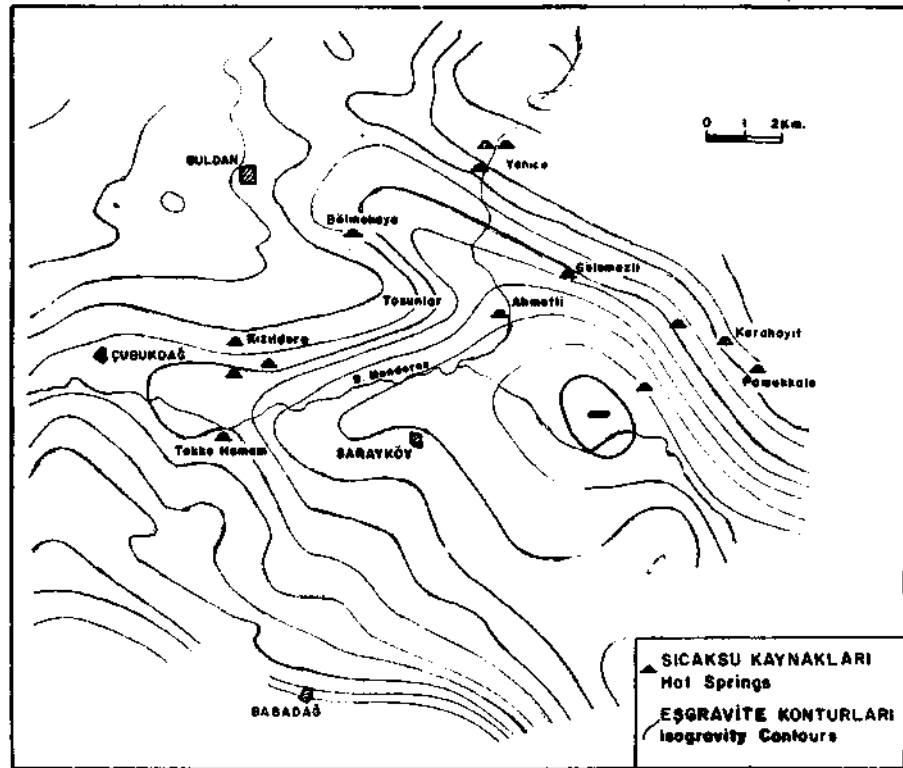 0 1 2Km.
BULDAN
Yenice
Bölmekaya
Gölemezli
Tosunlar
Ahmetli
Kızıldere
Karahayıt
ÇUBUKDAĞ
B. Menderes
Pamukkale
Tekke Hamam
SARAYKÖY
BABADAĞ
SICAKSU KAYNAKLARI
Hot Springs
EŞGRAVİTE KONTURLARI
Isogravity Contours